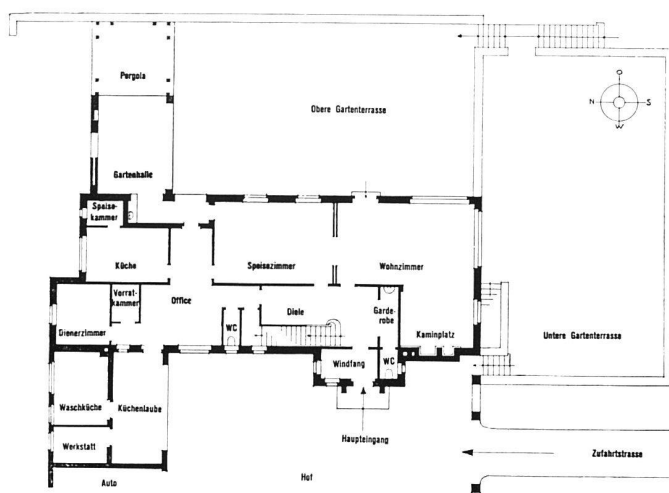 Pergola
Obere Gartenterrasse
O
N
S
W
Gartenhalle
Speise-
kammer
Küche
Speisezimmer
Wohnzimmer
Vorrat-
kammer
Office
Diele
Garde-
robe
Dienerzimmer
WC
Kaminplatz
Untere Gartenterrasse
Windfang
WC
Waschküche
Küchenlaube
Werkstatt
Haupteingang
Zufahrtstrasse
Auto
Hof